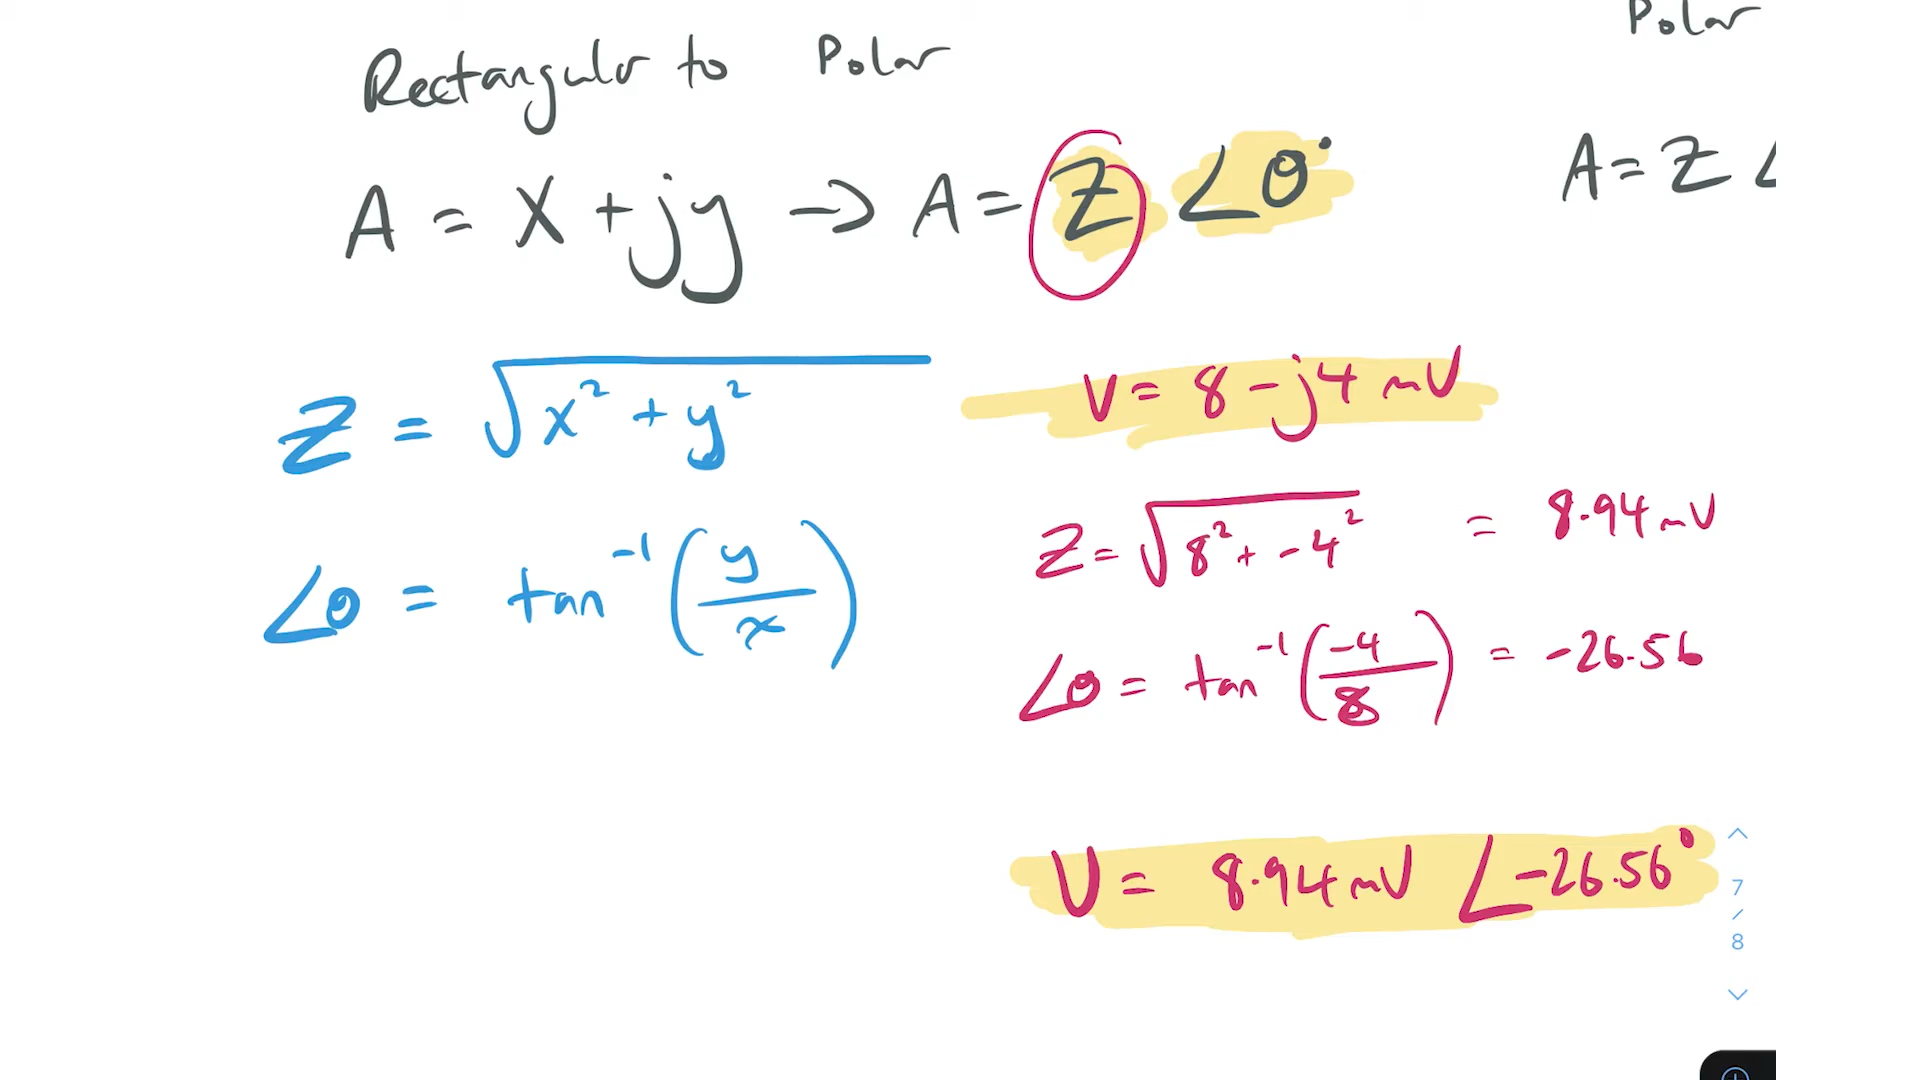 Rectangular to Polar
A = X + jy → A = Z ∠θ°
Z = √x² + y²
∠θ = tan⁻¹ (y/x)
V = 8 - j4 mV
Z = √8² + -4² = 8.94 mV
∠θ = tan⁻¹ (-4/8) = -26.56
V = 8.94 mV ∠-26.56°
Polar
A = Z ∠
7
/
8